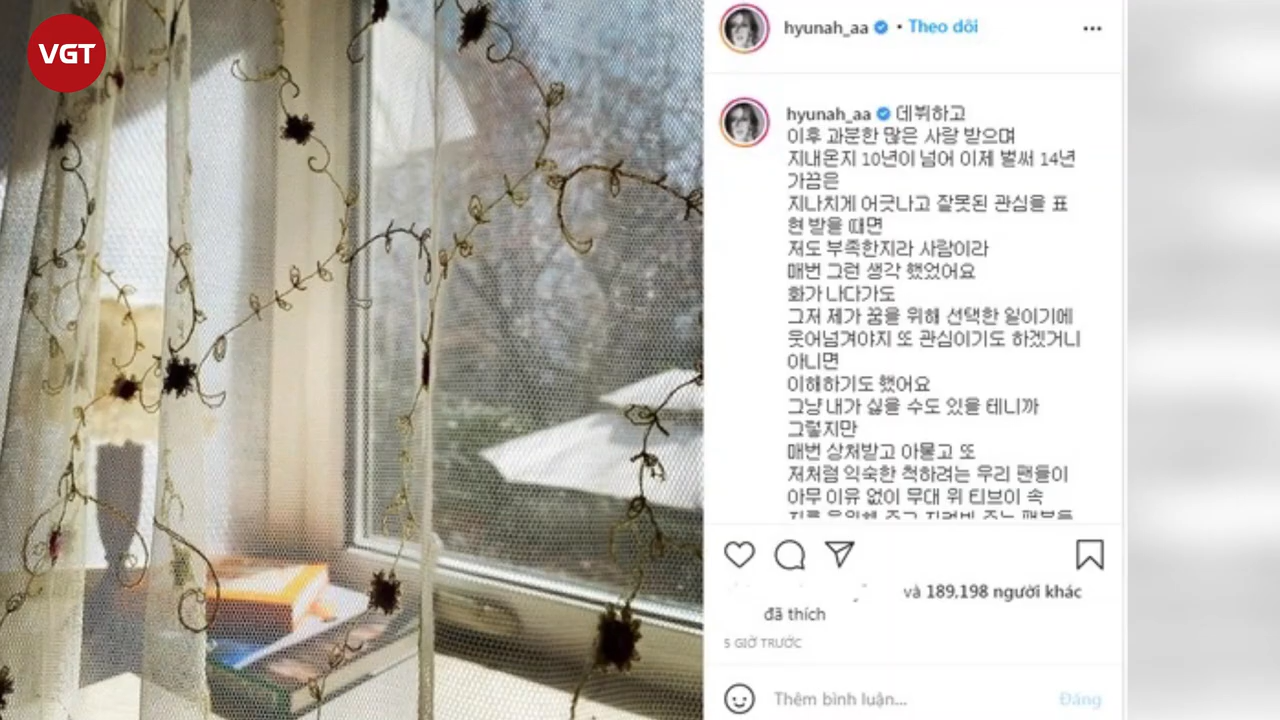 VGT
hyunah_aa • Theo dõi
hyunah_aa 데뷔하고
이후 과분한 많은 사랑 받으며
지내온지 10년이 넘어 이제 벌써 14년
가끔은
지나치게 어긋나고 잘못된 관심을 표
현 받을 때면
저도 부족한지라 사람이라
매번 그런 생각 했었어요
화가 나다가도
그저 제가 꿈을 위해 선택한 일이기에
웃어넘겨야지 또 관심이기도 하겠거니
아니면
이해하기도 했어요
그냥 내가 싫을 수도 있을 테니까
그렇지만
매번 상처받고 아물고 또
저처럼 익숙한 척하려는 우리 팬들이
아무 이유 없이 무대 위 티브이 속
và 189.198 người khác
đã thích
5 GIỜ TRƯỚC
Thêm bình luận...
Đăng